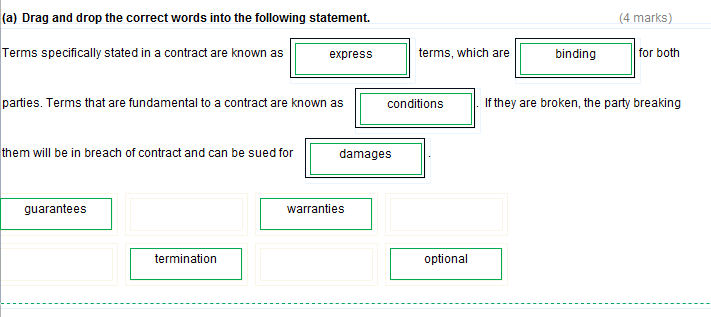 (a) Drag and drop the correct words into the following statement. (4 marks)
Terms specifically stated in a contract are known as express terms, which are binding for both
parties. Terms that are fundamental to a contract are known as conditions. If they are broken, the party breaking
them will be in breach of contract and can be sued for damages.
guarantees warranties
termination optional